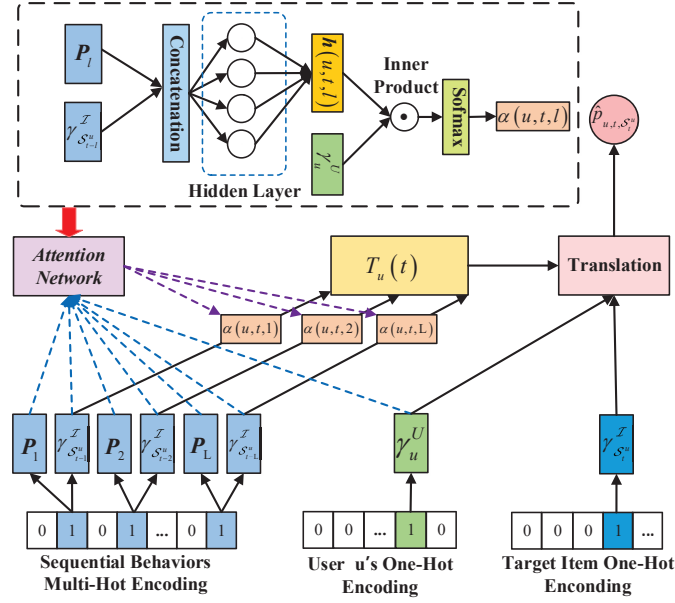 P_l
γ^ℐ_{𝒮^u_{t-l}}
Concatenation
Hidden Layer
h(u,t,l)
γ_u^U
Inner
Product
Sofmax
α(u,t,l)
p̂_{u,t,𝒮^u_t}
Attention
Network
T_u(t)
Translation
α(u,t,1)
α(u,t,2)
α(u,t,L)
P_1
γ^ℐ_{𝒮^u_{t-1}}
P_2
γ^ℐ_{𝒮^u_{t-2}}
P_L
γ^ℐ_{𝒮^u_{t-L}}
γ_u^U
γ^ℐ_{𝒮^u_t}
0 1 0 1 ... 0 1
0 0 ... 1 0
0 0 0 1 ...
Sequential Behaviors
Multi-Hot Encoding
User u's One-Hot
Encoding
Target Item One-Hot
Enconding